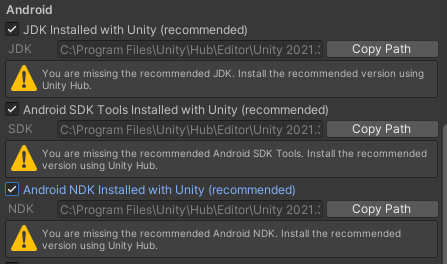 Android
JDK Installed with Unity (recommended)
JDK C:\Program Files\Unity\Hub\Editor\Unity 2021. Copy Path
You are missing the recommended JDK. Install the recommended version using
Unity Hub.
Android SDK Tools Installed with Unity (recommended)
SDK C:\Program Files\Unity\Hub\Editor\Unity 2021. Copy Path
You are missing the recommended Android SDK Tools. Install the recommended
version using Unity Hub.
Android NDK Installed with Unity (recommended)
NDK C:\Program Files\Unity\Hub\Editor\Unity 2021. Copy Path
You are missing the recommended Android NDK. Install the recommended
version using Unity Hub.